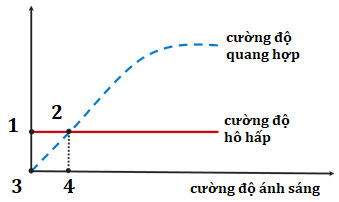 cường độ
quang hợp
2
1
cường độ
hô hấp
3
4
cường độ ánh sáng